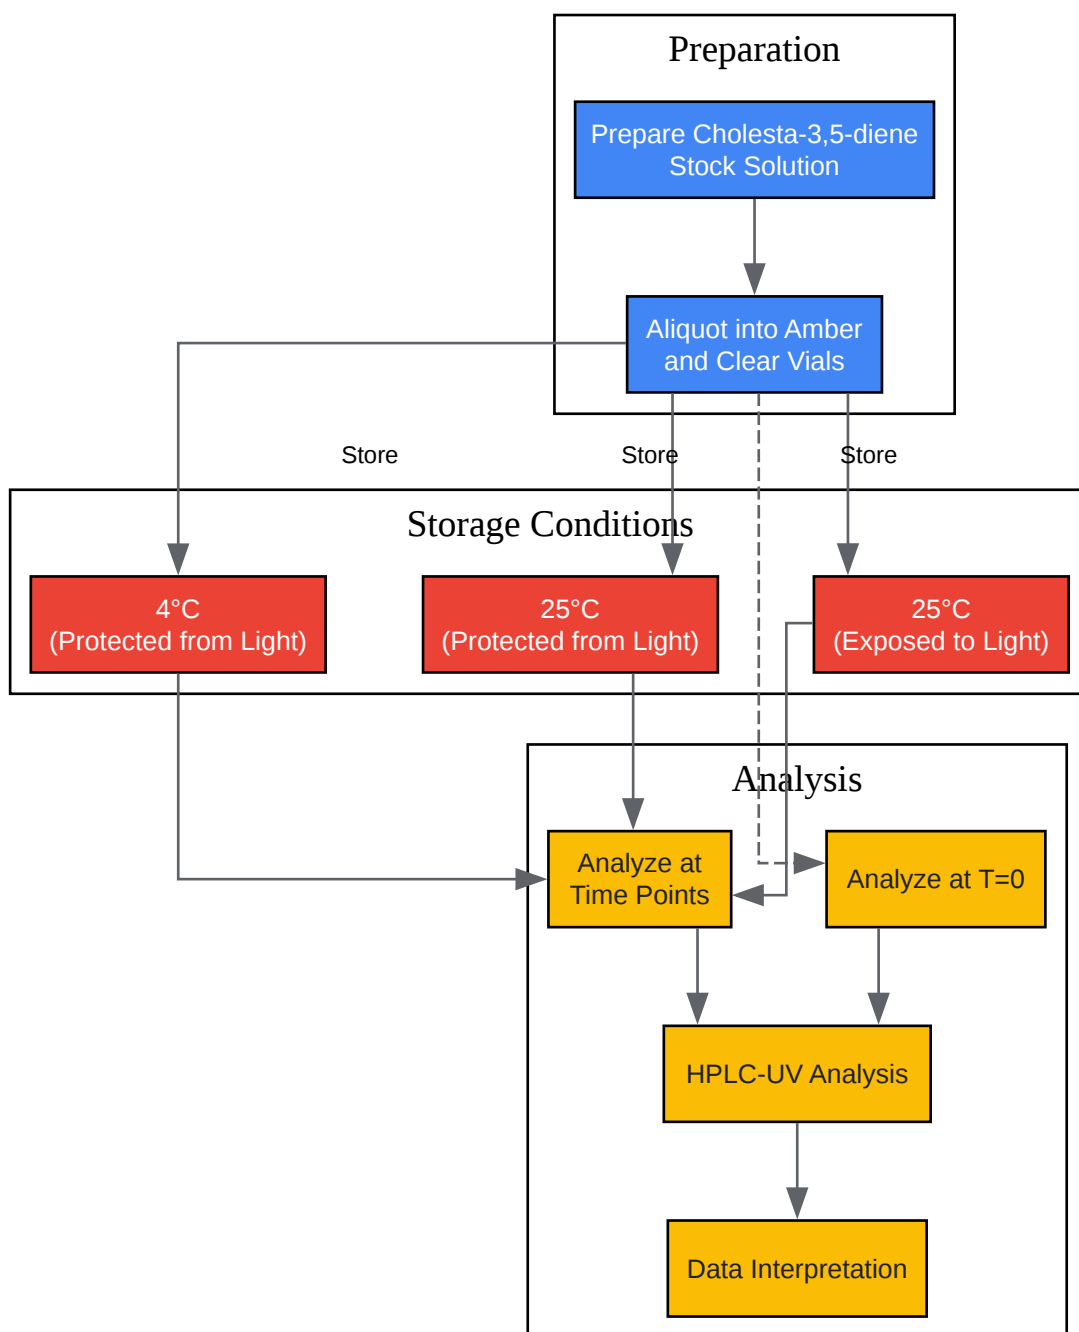 Preparation
Prepare Cholesta-3,5-diene
Stock Solution
Aliquot into Amber
and Clear Vials
Store
Store
Store
Storage Conditions
4°C
(Protected from Light)
25°C
(Protected from Light)
25°C
(Exposed to Light)
Analysis
Analyze at
Time Points
Analyze at T=0
HPLC-UV Analysis
Data Interpretation